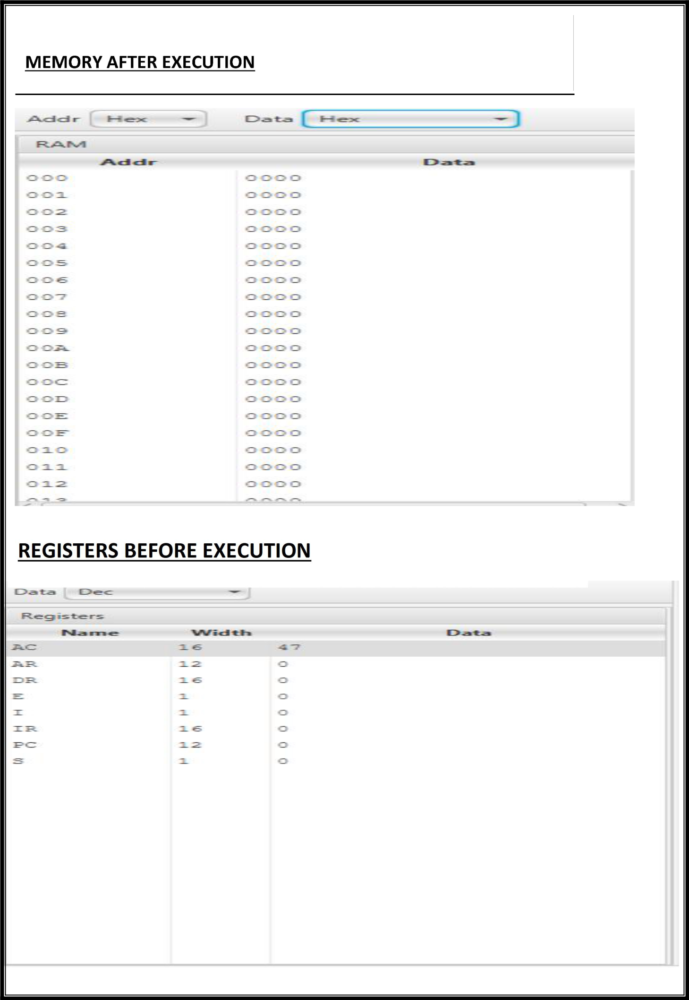 MEMORY AFTER EXECUTION
Addr Hex Data Hex
RAM
Addr Data
000 0000
001 0000
002 0000
003 0000
004 0000
005 0000
006 0000
007 0000
008 0000
009 0000
00A 0000
00B 0000
00C 0000
00D 0000
00E 0000
00F 0000
010 0000
011 0000
012 0000
013 0000
REGISTERS BEFORE EXECUTION
Data Dec
Registers
Name Width Data
AC 16 47
AR 12 0
DR 16 0
E 1 0
I 1 0
IR 16 0
PC 12 0
S 1 0